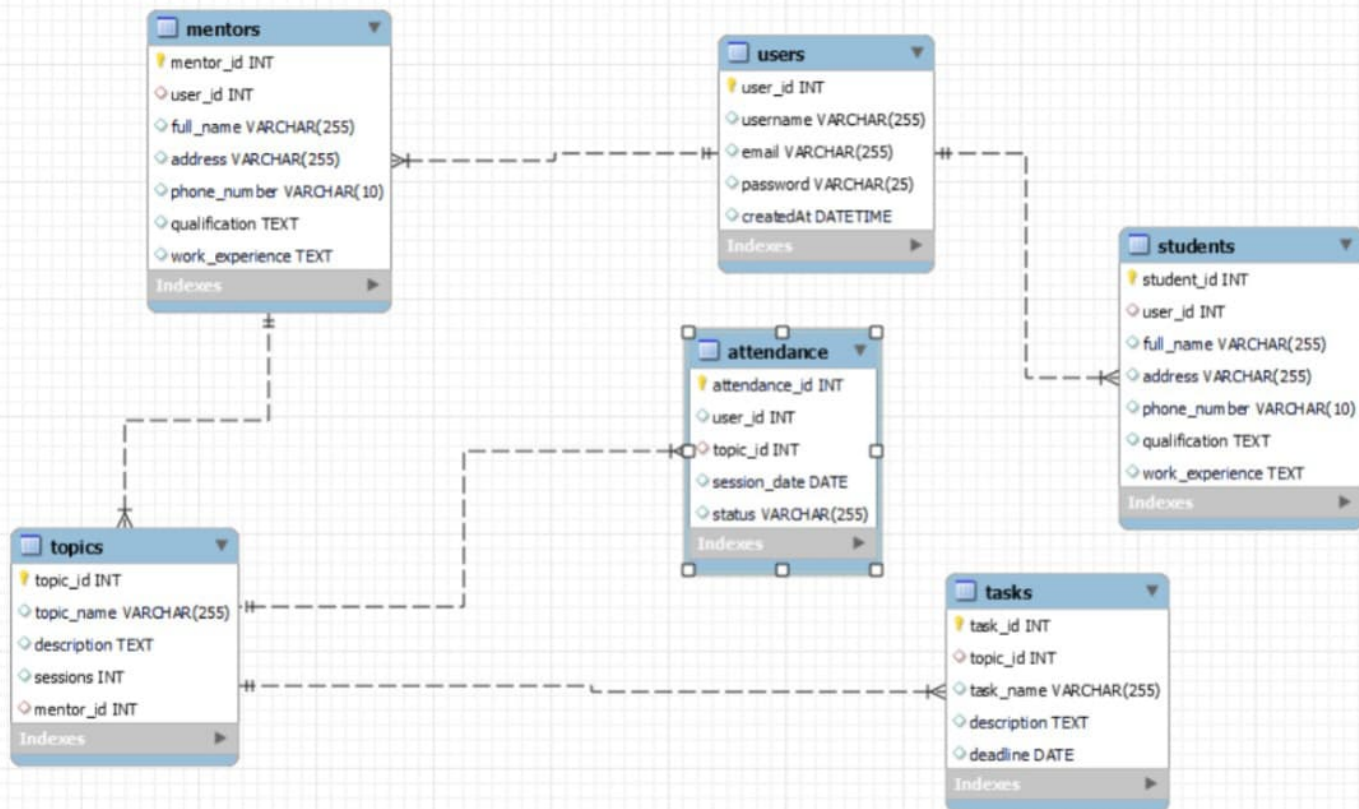 mentors
mentor_id INT
user_id INT
full_name VARCHAR(255)
address VARCHAR(255)
phone_number VARCHAR(10)
qualification TEXT
work_experience TEXT
Indexes
users
user_id INT
username VARCHAR(255)
email VARCHAR(255)
password VARCHAR(25)
createdAt DATETIME
Indexes
students
student_id INT
user_id INT
full_name VARCHAR(255)
address VARCHAR(255)
phone_number VARCHAR(10)
qualification TEXT
work_experience TEXT
Indexes
attendance
attendance_id INT
user_id INT
topic_id INT
session_date DATE
status VARCHAR(255)
Indexes
topics
topic_id INT
topic_name VARCHAR(255)
description TEXT
sessions INT
mentor_id INT
Indexes
tasks
task_id INT
topic_id INT
task_name VARCHAR(255)
description TEXT
deadline DATE
Indexes